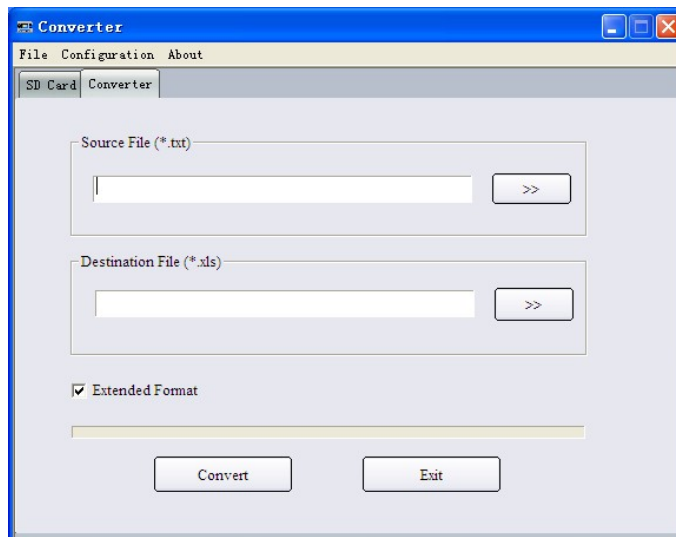 Converter
File Configuration About
SD Card Converter
Source File (*.txt)
>>
Destination File (*.xls)
>>
Extended Format
Convert Exit